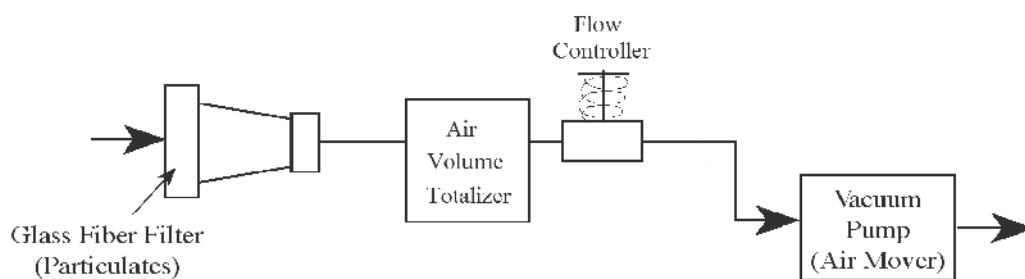 Flow
Controller
Air
Volume
Totalizer
Vacuum
Pump
(Air Mover)
Glass Fiber Filter
(Particulates)